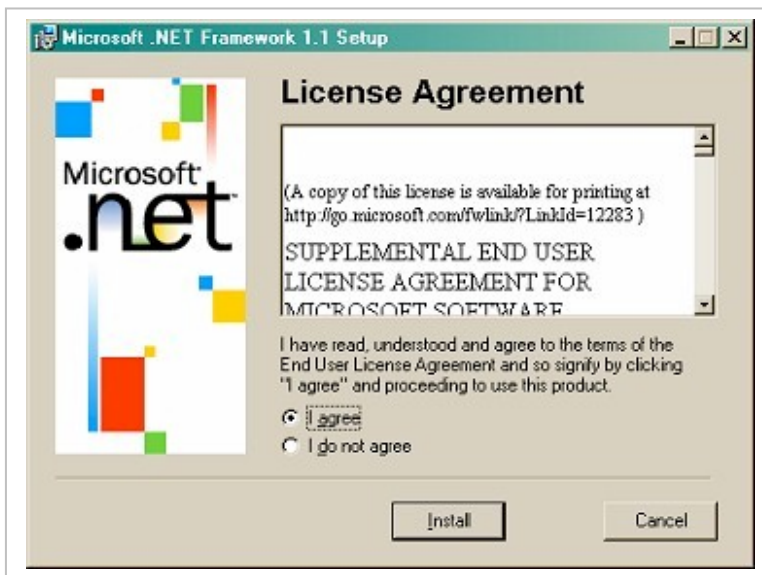 Microsoft .NET Framework 1.1 Setup
Microsoft
.net
License Agreement
(A copy of this license is available for printing at
http://go.microsoft.com/fwlink/?LinkId=12283 )
SUPPLEMENTAL END USER
LICENSE AGREEMENT FOR
MICROSOFT SOFTWARE
I have read, understood and agree to the terms of the
End User License Agreement and so signify by clicking
"I agree" and proceeding to use this product.
I agree
I do not agree
Install
Cancel